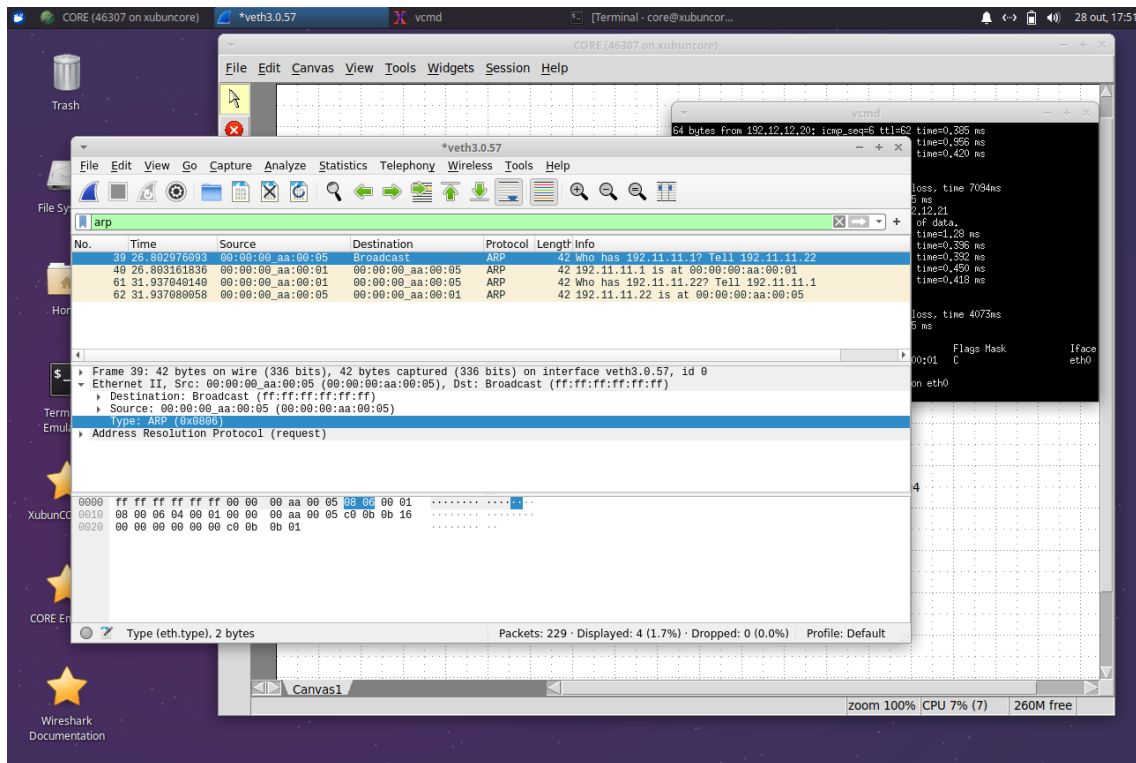 CORE (46307 on xubuncore)
*veth3.0.57
vcmd
[Terminal - core@xubuncor...
28 out, 17:51
Trash
File Sy
Hor
Term
Emula
XubunCO
CORE En
Wireshark
Documentation
CORE (46307 on xubuncore)
File Edit Canvas View Tools Widgets Session Help
vcmd
64 bytes from 192.12.12.20: icmp_seq=6 ttl=62 time=0.385 ms
time=0.956 ms
time=0.420 ms
loss, time 7094ms
5 ms
2.12.21
of data.
time=1.28 ms
time=0.396 ms
time=0.392 ms
time=0.450 ms
time=0.418 ms
loss, time 4073ms
5 ms
Flags Mask Iface
00:01 C eth0
on eth0
4
*veth3.0.57
File Edit View Go Capture Analyze Statistics Telephony Wireless Tools Help
arp
No. Time Source Destination Protocol Length Info
39 26.802976093 00:00:00_aa:00:05 Broadcast ARP 42 Who has 192.11.11.1? Tell 192.11.11.22
40 26.803161836 00:00:00_aa:00:01 00:00:00_aa:00:05 ARP 42 192.11.11.1 is at 00:00:00:aa:00:01
61 31.937040140 00:00:00_aa:00:01 00:00:00_aa:00:05 ARP 42 Who has 192.11.11.22? Tell 192.11.11.1
62 31.937080058 00:00:00_aa:00:05 00:00:00_aa:00:01 ARP 42 192.11.11.22 is at 00:00:00:aa:00:05
Frame 39: 42 bytes on wire (336 bits), 42 bytes captured (336 bits) on interface veth3.0.57, id 0
Ethernet II, Src: 00:00:00_aa:00:05 (00:00:00:aa:00:05), Dst: Broadcast (ff:ff:ff:ff:ff:ff)
Destination: Broadcast (ff:ff:ff:ff:ff:ff)
Source: 00:00:00_aa:00:05 (00:00:00:aa:00:05)
Type: ARP (0x0806)
Address Resolution Protocol (request)
0000 ff ff ff ff ff ff 00 00 00 aa 00 05 08 06 00 01 ········ ········
0010 08 00 06 04 00 01 00 00 00 aa 00 05 c0 0b 0b 16 ········ ········
0020 00 00 00 00 00 00 c0 0b 0b 01 ········ ··
Type (eth.type), 2 bytes
Packets: 229 · Displayed: 4 (1.7%) · Dropped: 0 (0.0%)
Profile: Default
Canvas1
zoom 100% CPU 7% (7) 260M free